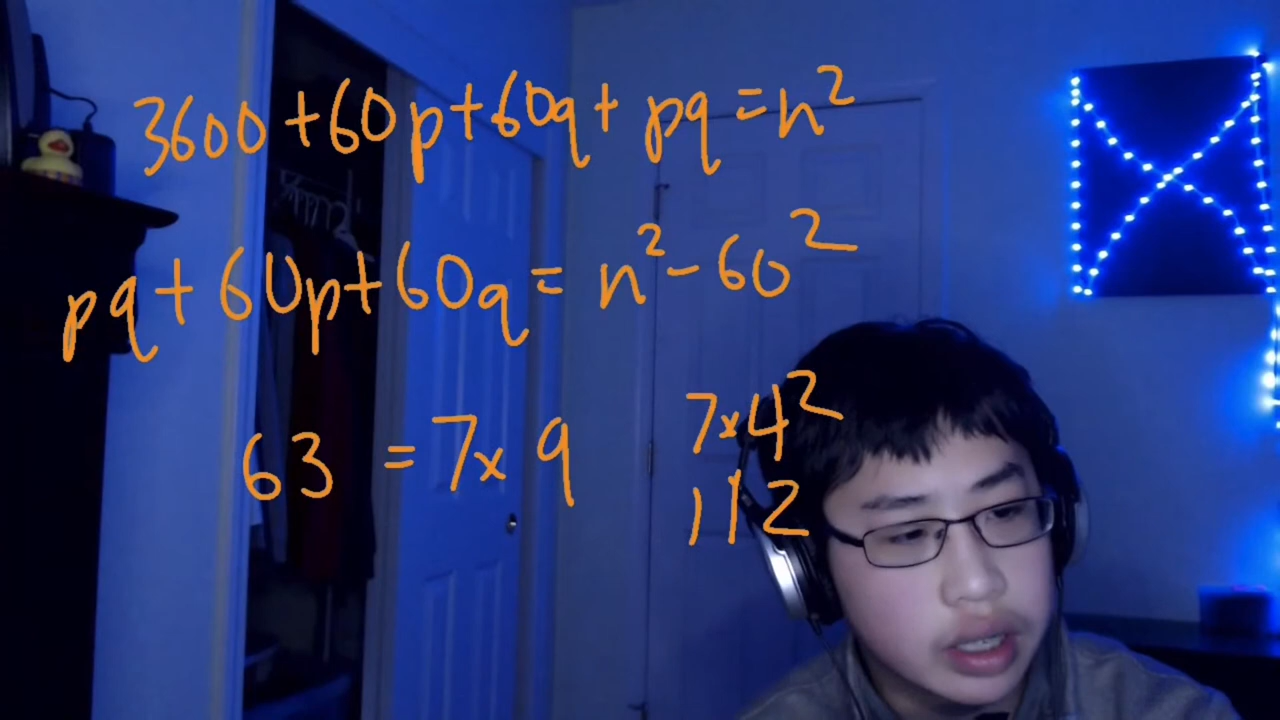 3600 + 60p + 60q + pq = n²
pq + 60p + 60q = n² - 60²
63 = 7 × 9
7 × 4²
112